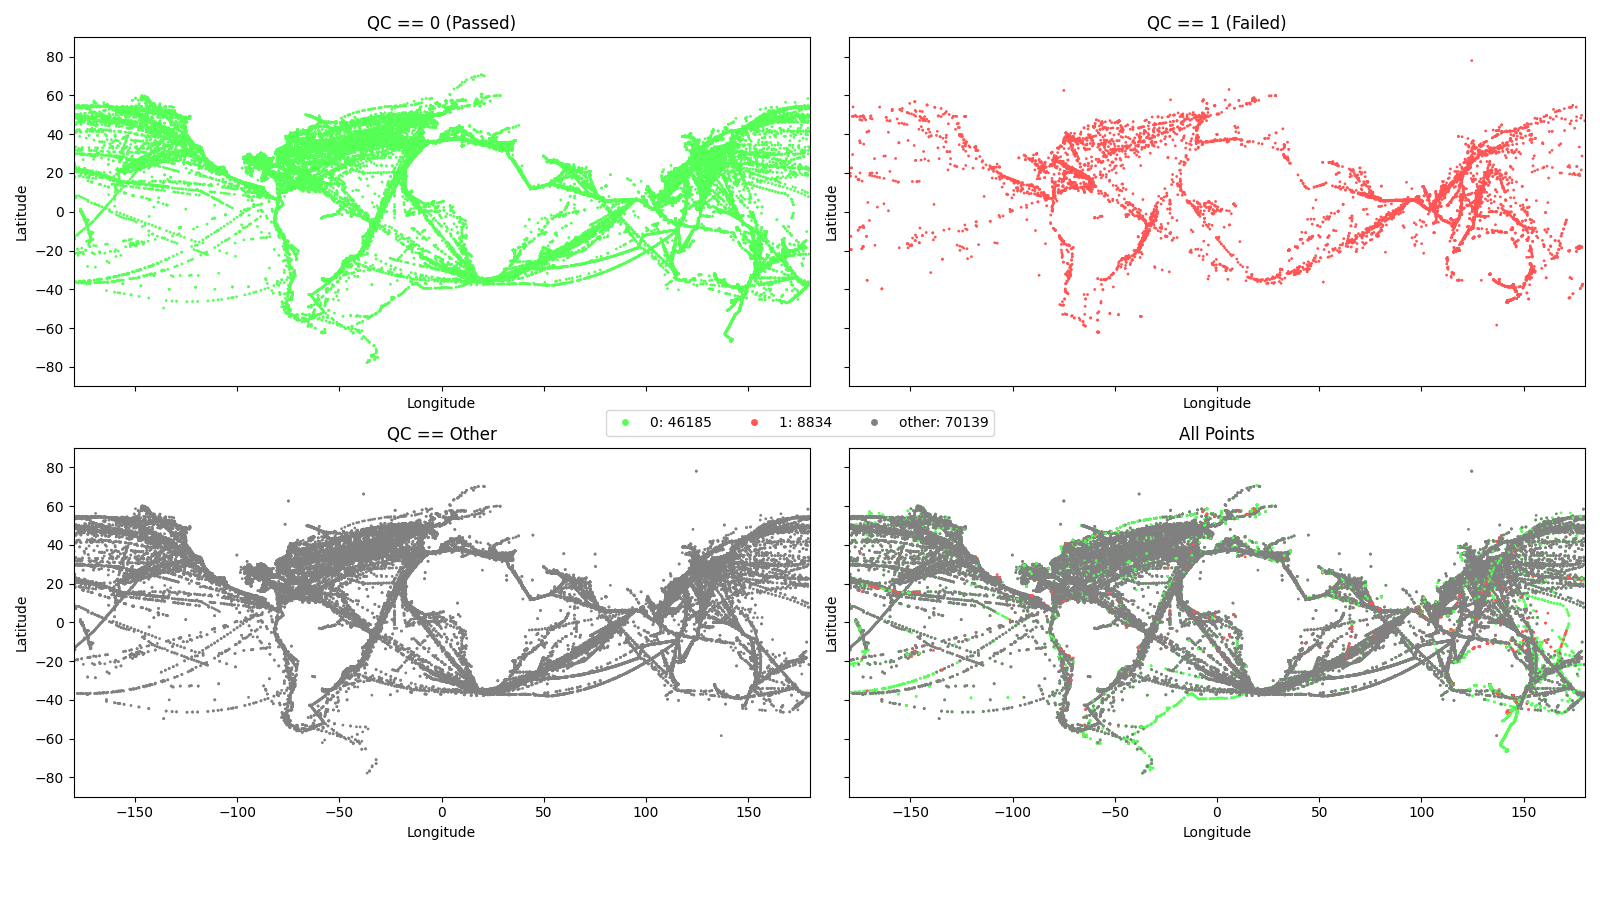 QC == 0 (Passed)
QC == 1 (Failed)
80
60
40
20
0
−20
−40
−60
−80
Latitude
Latitude
Longitude
Longitude
0: 46185
1: 8834
other: 70139
QC == Other
All Points
80
60
40
20
0
−20
−40
−60
−80
Latitude
Latitude
−150 −100 −50 0 50 100 150
−150 −100 −50 0 50 100 150
Longitude
Longitude